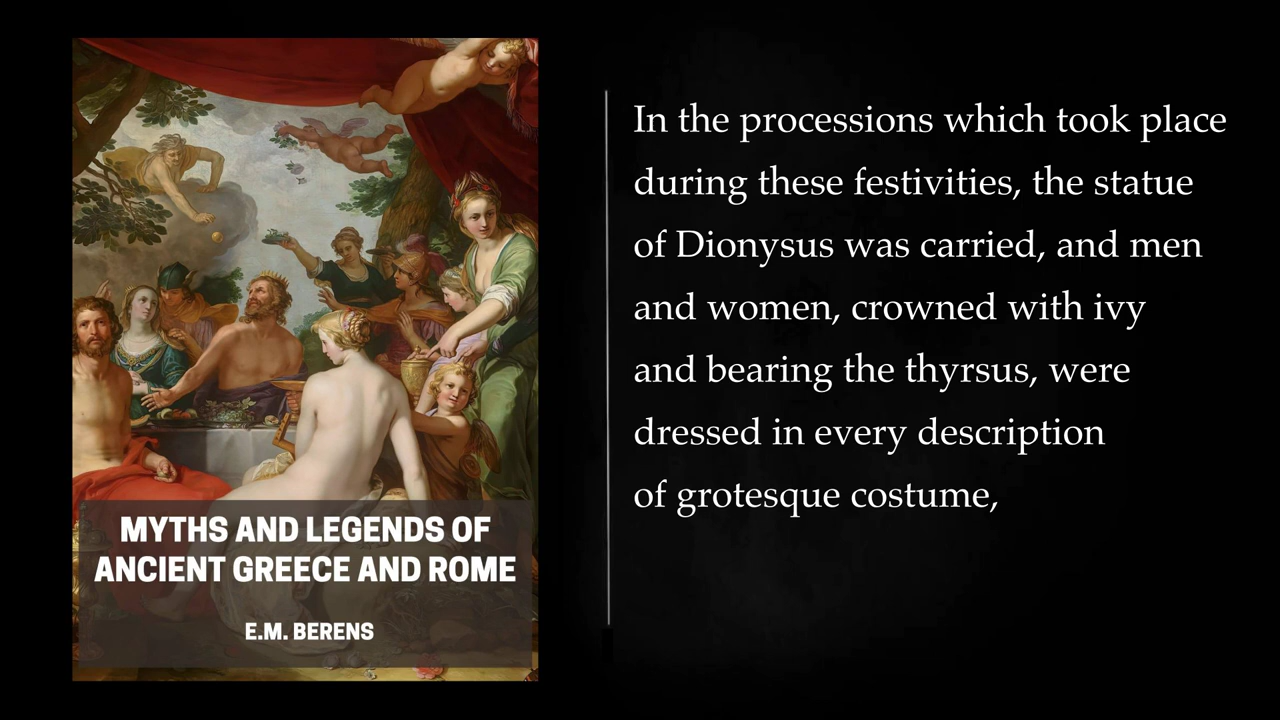 MYTHS AND LEGENDS OF
ANCIENT GREECE AND ROME
E.M. BERENS
In the processions which took place
during these festivities, the statue
of Dionysus was carried, and men
and women, crowned with ivy
and bearing the thyrsus, were
dressed in every description
of grotesque costume,